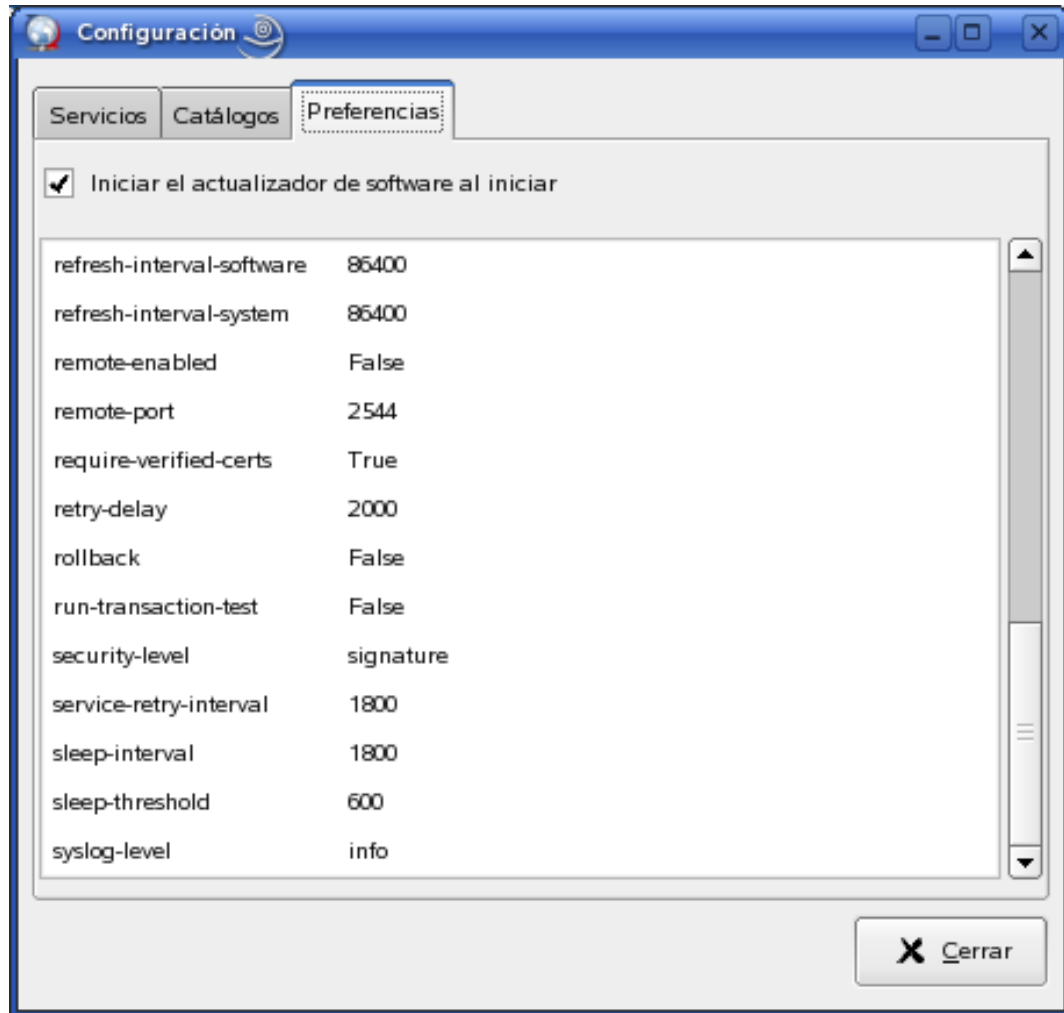 Configuración
Servicios Catálogos Preferencias
Iniciar el actualizador de software al iniciar
refresh-interval-software 86400
refresh-interval-system 86400
remote-enabled False
remote-port 2544
require-verified-certs True
retry-delay 2000
rollback False
run-transaction-test False
security-level signature
service-retry-interval 1800
sleep-interval 1800
sleep-threshold 600
syslog-level info
Cerrar